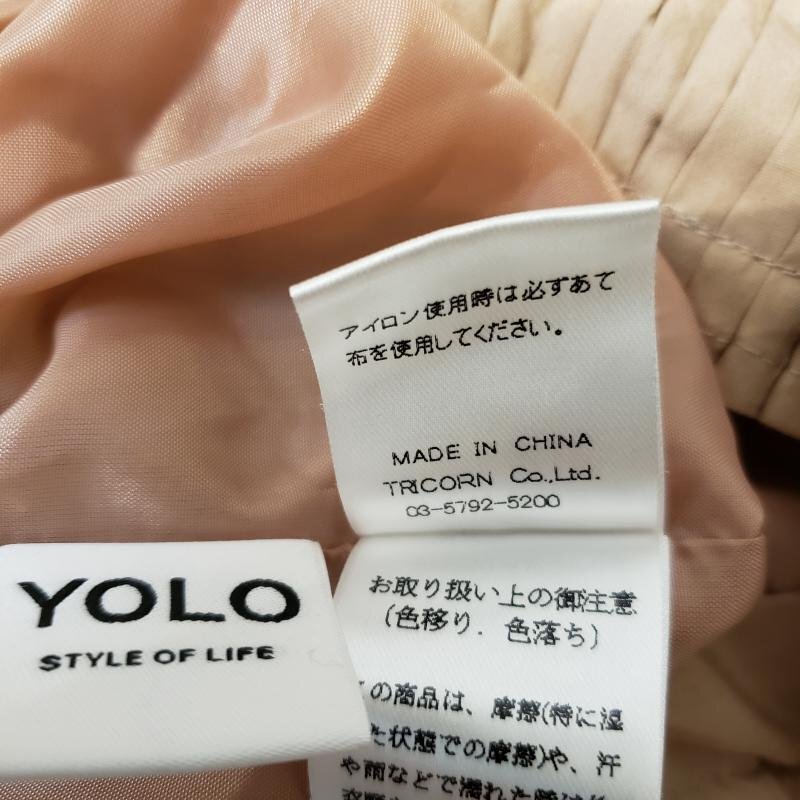 アイロン使用時は必ずあて
布を使用してください。
MADE IN CHINA
TRICORN Co.,Ltd.
03-5792-5200
YOLO
STYLE OF LIFE
お取り扱い上の御注意
(色移り．色落ち)
の商品は、摩擦(特に湿
た状態での摩擦)や、汗
や雨などで濡れた時は